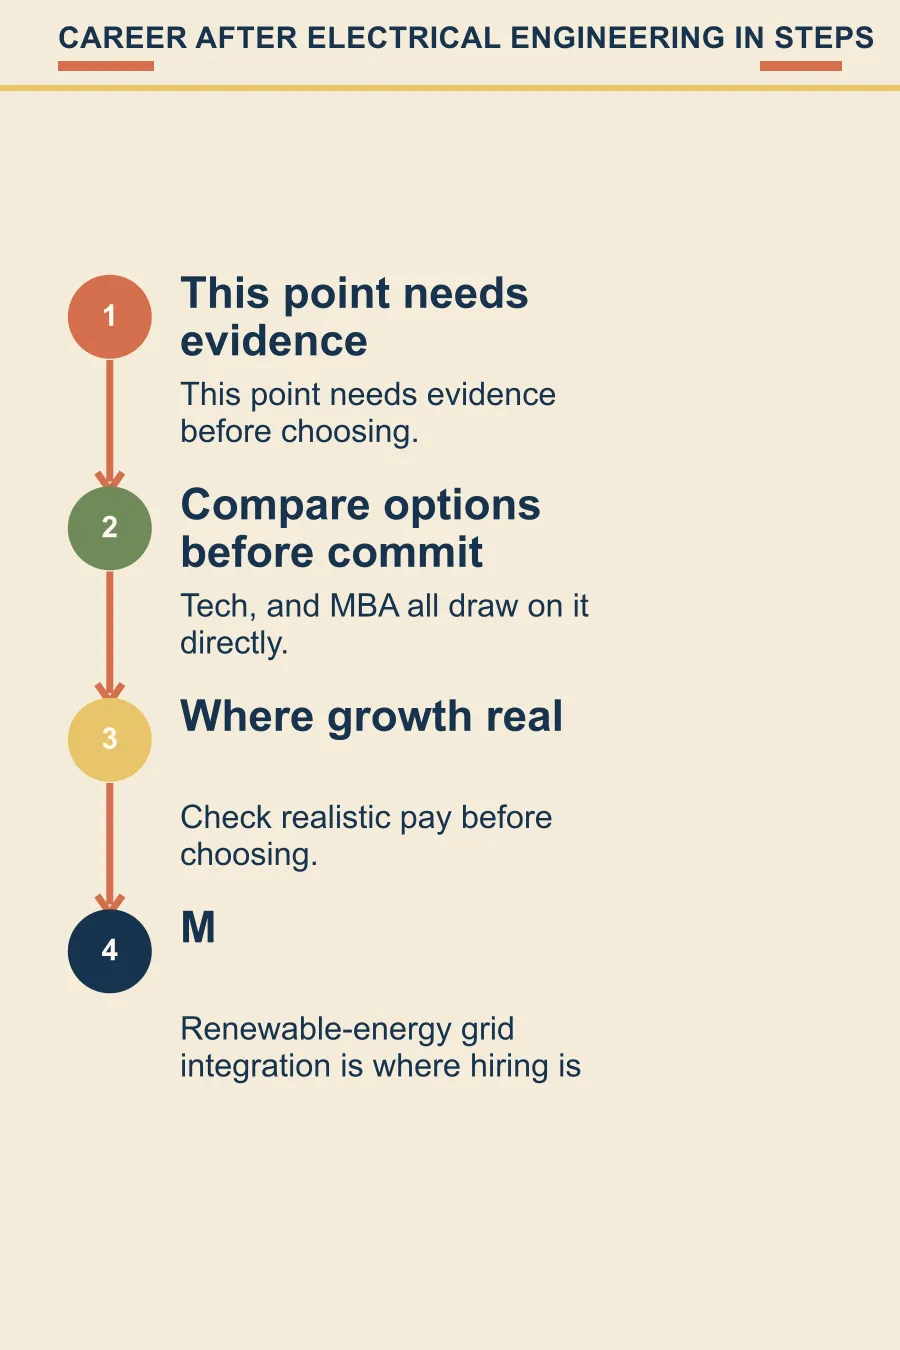 CAREER AFTER ELECTRICAL ENGINEERING IN STEPS
1
This point needs
evidence
This point needs evidence
before choosing.
2
Compare options
before commit
Tech, and MBA all draw on it
directly.
3
Where growth real
Check realistic pay before
choosing.
4
M
Renewable-energy grid
integration is where hiring is